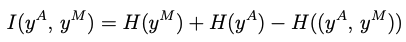 I(y^A, y^M) = H(y^M) + H(y^A) − H((y^A, y^M))